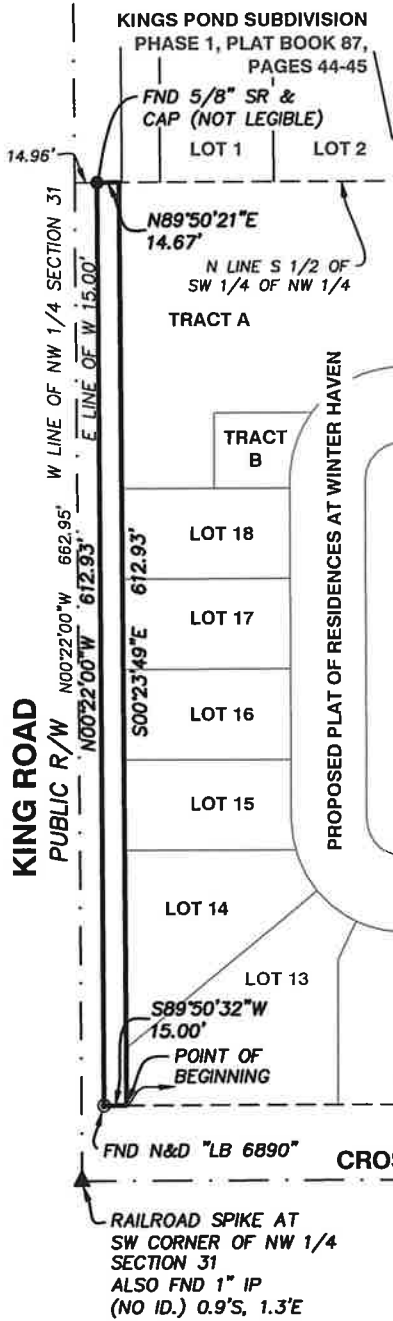 KINGS POND SUBDIVISION
PHASE 1, PLAT BOOK 87,
PAGES 44-45
FND 5/8" SR &
CAP (NOT LEGIBLE)
LOT 1
LOT 2
14.96'
N89°50'21"E
14.67'
N LINE S 1/2 OF
SW 1/4 OF NW 1/4
W LINE OF NW 1/4 SECTION 31
E LINE OF W 15.00'
TRACT A
TRACT
B
PROPOSED PLAT OF RESIDENCES AT WINTER HAVEN
LOT 18
N00°22'00"W 662.95'
N00°22'00"W 612.93'
S00°23'49"E 612.93'
LOT 17
LOT 16
KING ROAD
PUBLIC R/W
LOT 15
LOT 14
LOT 13
S89°50'32"W
15.00'
POINT OF
BEGINNING
FND N&D "LB 6890"
CROS
RAILROAD SPIKE AT
SW CORNER OF NW 1/4
SECTION 31
ALSO FND 1" IP
(NO ID.) 0.9'S, 1.3'E